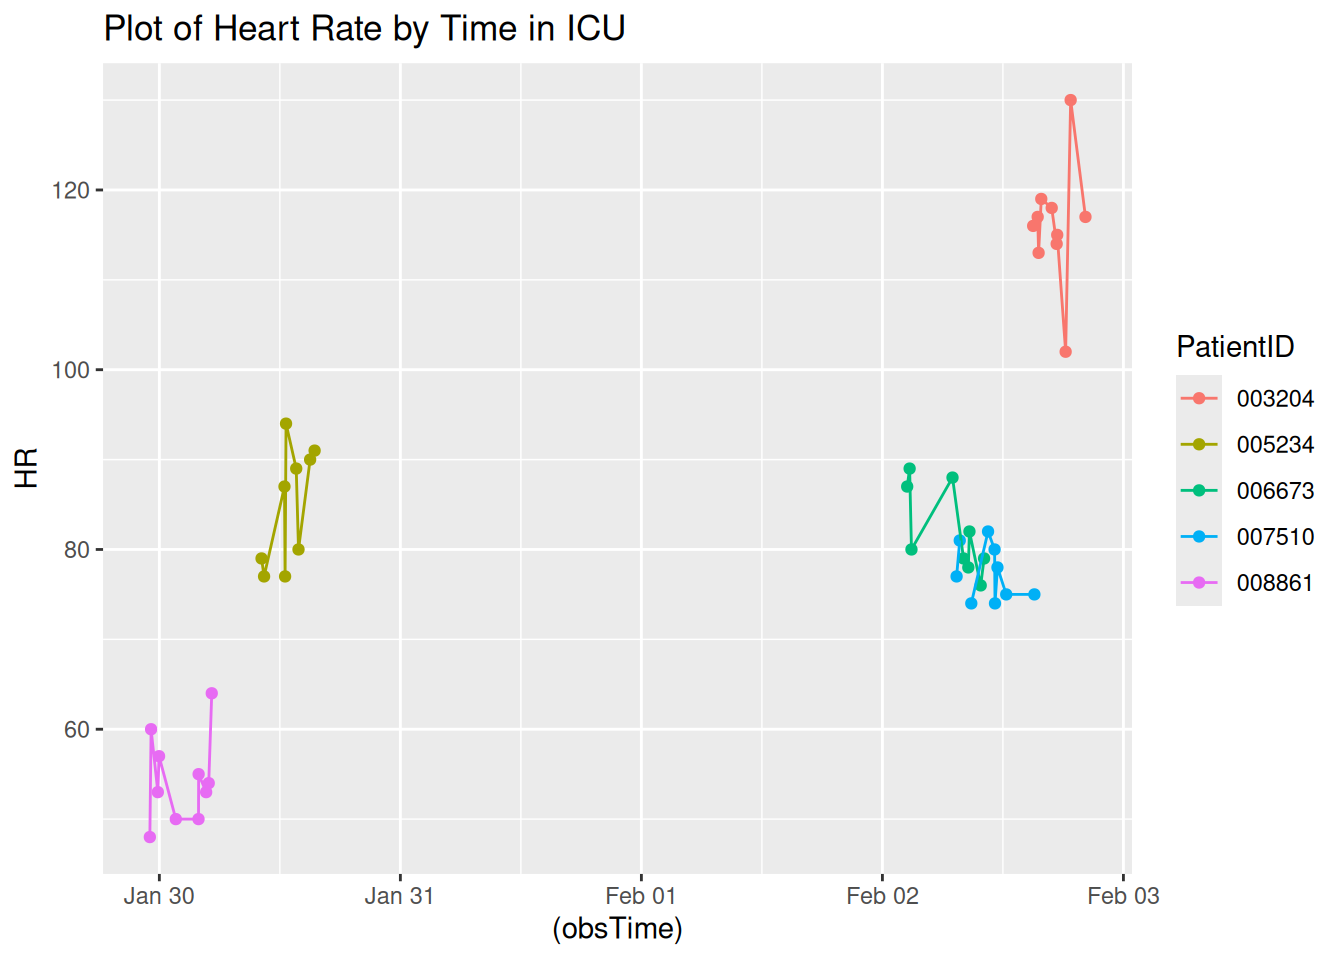 Plot of Heart Rate by Time in ICU
HR
120
100
80
60
Jan 30
Jan 31
Feb 01
Feb 02
Feb 03
(obsTime)
PatientID
003204
005234
006673
007510
008861